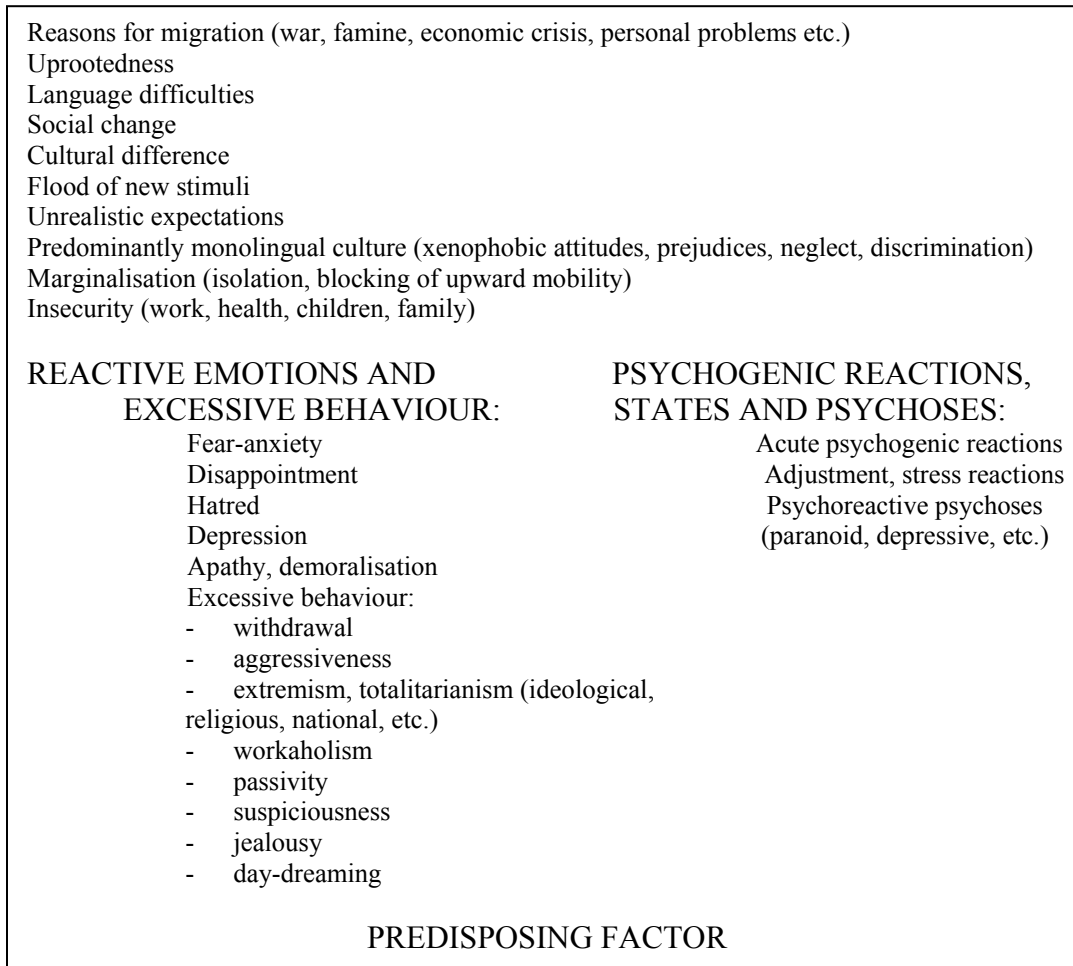 Reasons for migration (war, famine, economic crisis, personal problems etc.)
Uprootedness
Language difficulties
Social change
Cultural difference
Flood of new stimuli
Unrealistic expectations
Predominantly monolingual culture (xenophobic attitudes, prejudices, neglect, discrimination)
Marginalisation (isolation, blocking of upward mobility)
Insecurity (work, health, children, family)
REACTIVE EMOTIONS AND
EXCESSIVE BEHAVIOUR:
Fear-anxiety
Disappointment
Hatred
Depression
Apathy, demoralisation
Excessive behaviour:
- withdrawal
- aggressiveness
- extremism, totalitarianism (ideological,
religious, national, etc.)
- workaholism
- passivity
- suspiciousness
- jealousy
- day-dreaming
PSYCHOGENIC REACTIONS,
STATES AND PSYCHOSES:
Acute psychogenic reactions
Adjustment, stress reactions
Psychoreactive psychoses
(paranoid, depressive, etc.)
PREDISPOSING FACTOR